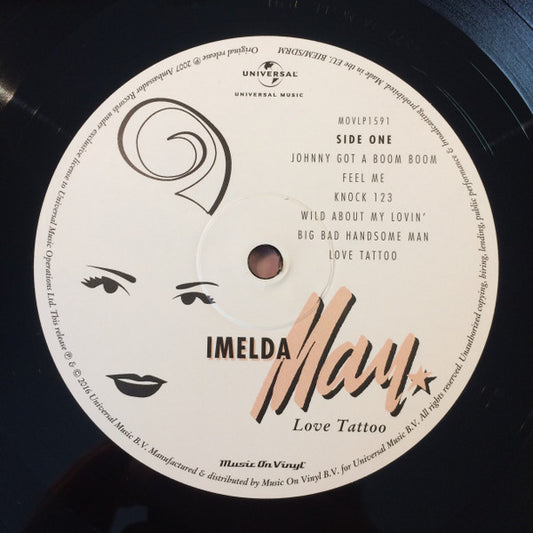 UNIVERSAL
UNIVERSAL MUSIC
MOVLP1591
SIDE ONE
JOHNNY GOT A BOOM BOOM
FEEL ME
KNOCK 123
WILD ABOUT MY LOVIN'
BIG BAD HANDSOME MAN
LOVE TATTOO
IMELDA May
Love Tattoo
Music On Vinyl
Original release ℗ 2007 Ambassador Records under exclusive license to Universal Music Operations Ltd. This release ℗ & © 2016 Universal Music B.V. Manufactured & distributed by Music On Vinyl B.V. for Universal Music B.V. All rights reserved. Unauthorized copying, hiring, lending, public performance & broadcasting prohibited. Made in the EU. BIEM/SDRM